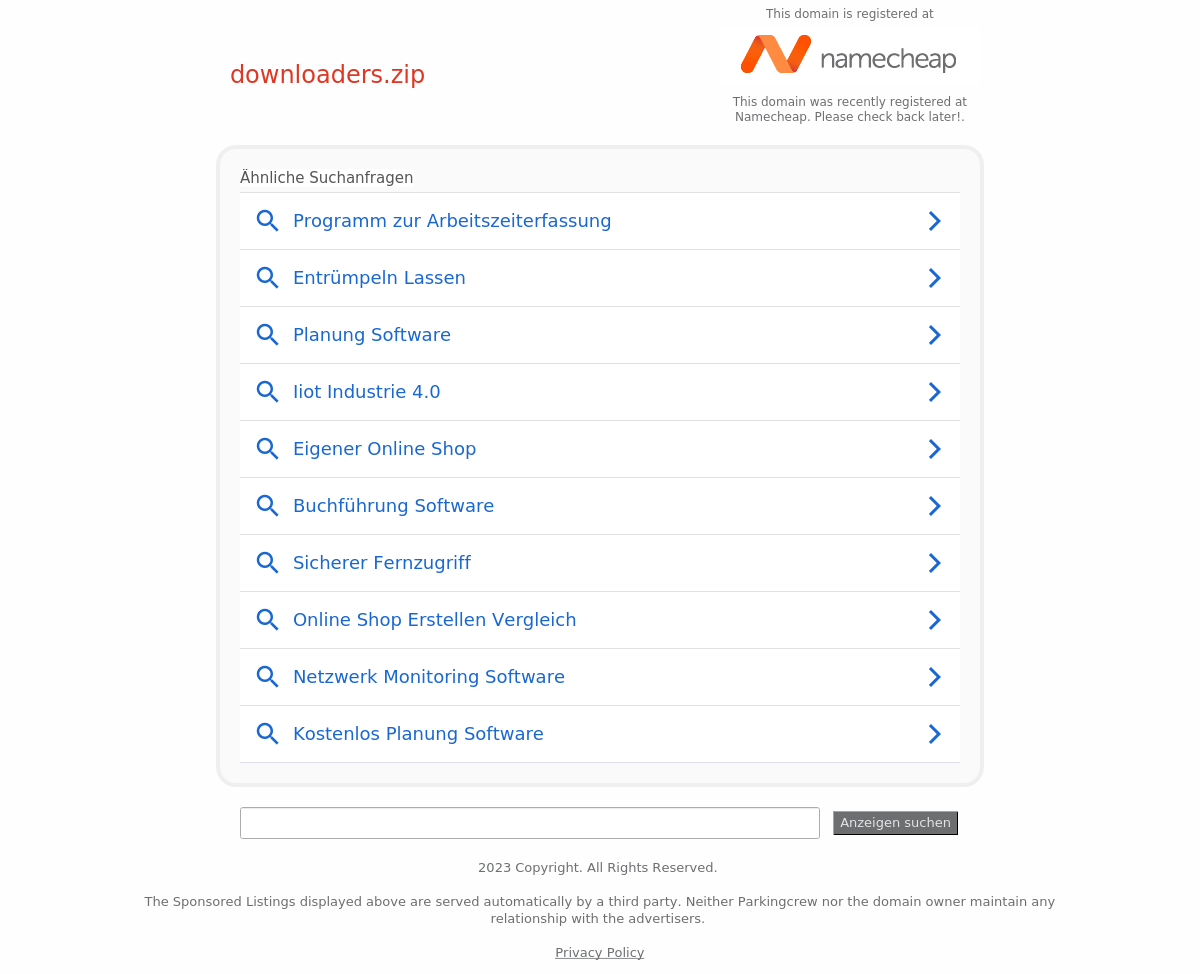 This domain is registered at
namecheap
downloaders.zip
This domain was recently registered at
Namecheap. Please check back later!.
Ähnliche Suchanfragen
Programm zur Arbeitszeiterfassung
Entrümpeln Lassen
Planung Software
Iiot Industrie 4.0
Eigener Online Shop
Buchführung Software
Sicherer Fernzugriff
Online Shop Erstellen Vergleich
Netzwerk Monitoring Software
Kostenlos Planung Software
Anzeigen suchen
2023 Copyright. All Rights Reserved.
The Sponsored Listings displayed above are served automatically by a third party. Neither Parkingcrew nor the domain owner maintain any
relationship with the advertisers.
Privacy Policy